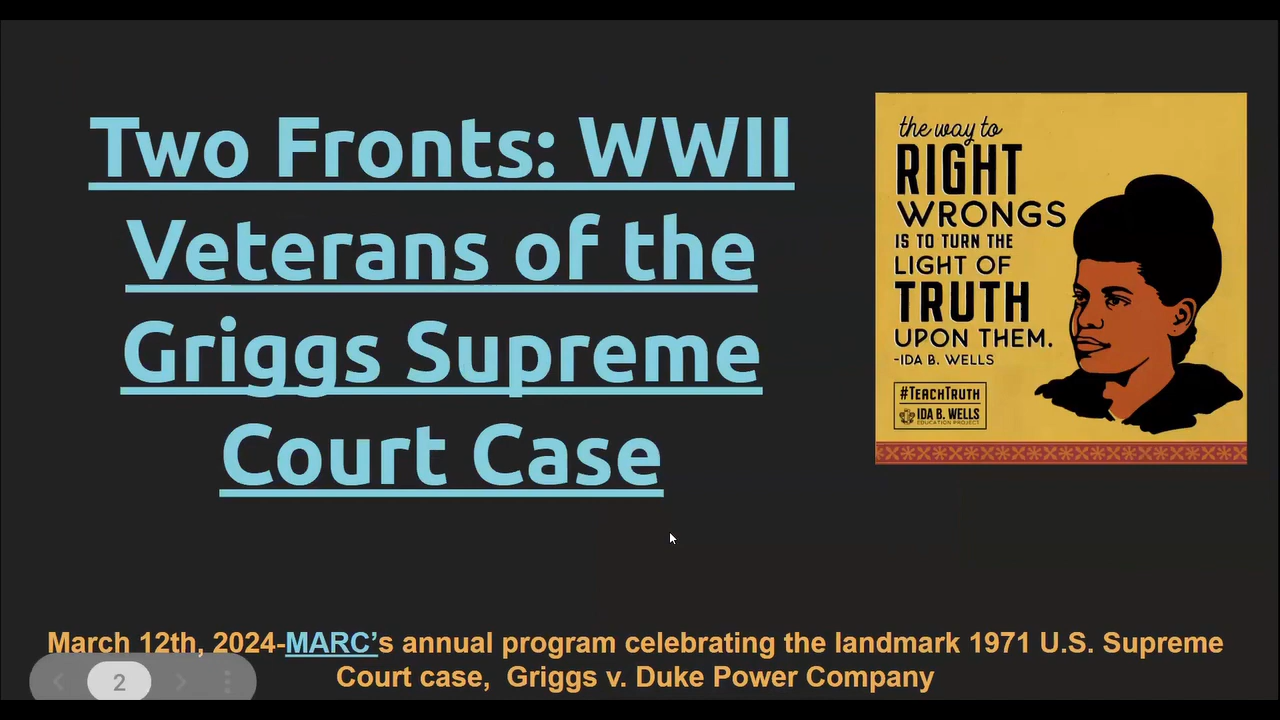 Two Fronts: WWII
Veterans of the
Griggs Supreme
Court Case
the way to
RIGHT
WRONGS
IS TO TURN THE
LIGHT OF
TRUTH
UPON THEM.
-IDA B. WELLS
#TEACHTRUTH
IDA B. WELLS
EDUCATION PROJECT
March 12th, 2024-MARC's annual program celebrating the landmark 1971 U.S. Supreme
Court case,  Griggs v. Duke Power Company
2